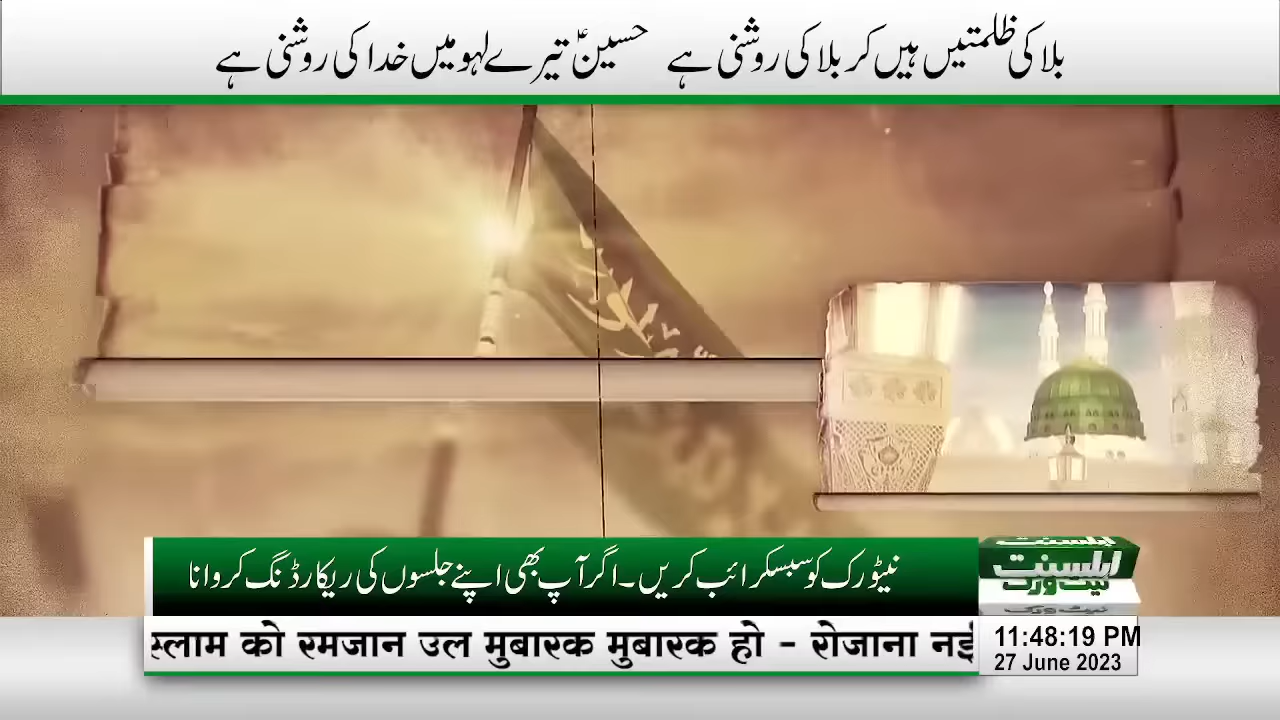 بلا کی ظلمتیں ہیں کربلا کی روشنی ہے حسینؑ تیرے لہو میں خدا کی روشنی ہے
نیٹورک کو سبسکرائب کریں۔ اگر آپ بھی اپنے جلسوں کی ریکارڈنگ کروانا
اہلسنت
نیٹ ورک
स्लाम को रमजान उल मुबारक मुबारक हो - रोजाना नई
11:48:19 PM
27 June 2023